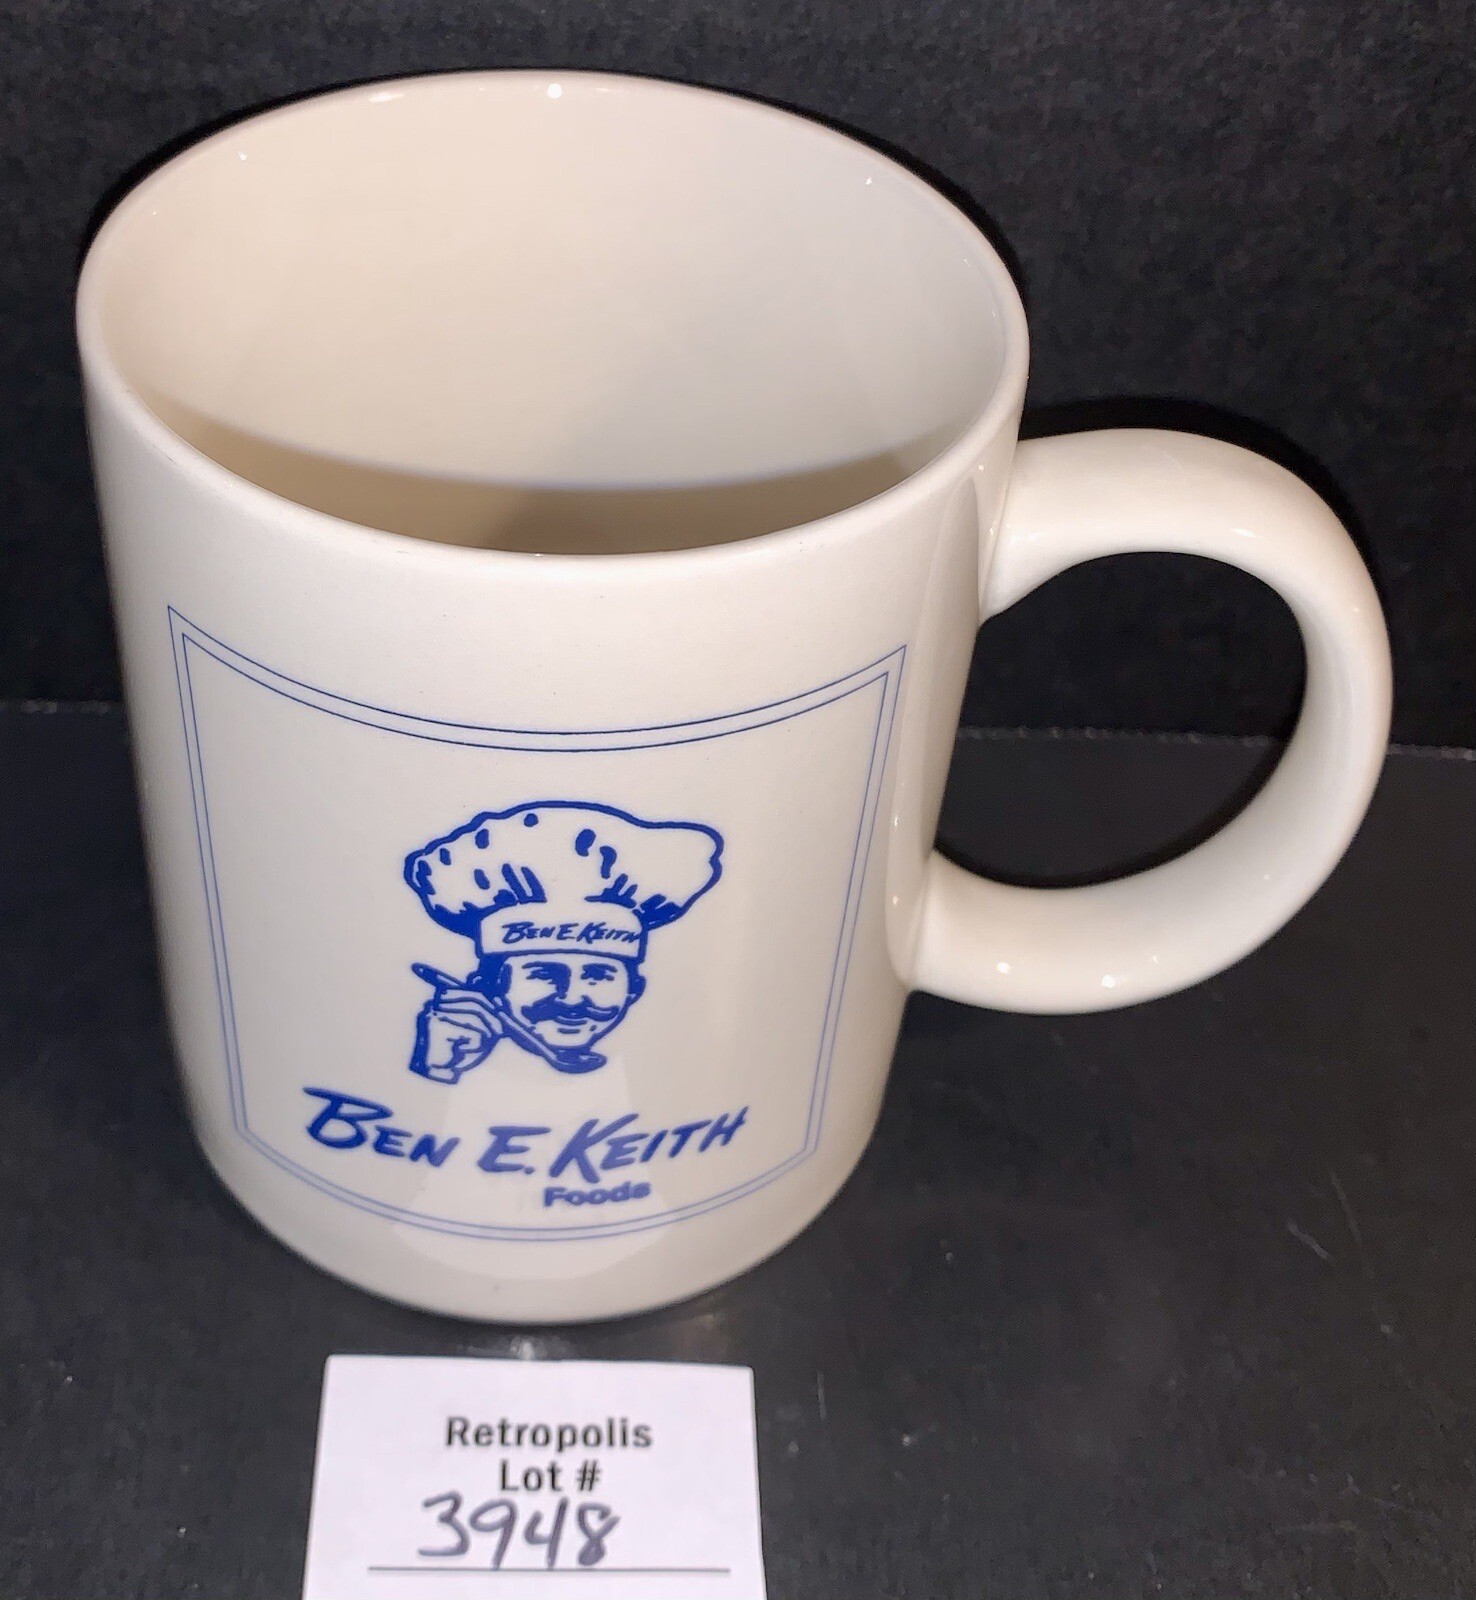 BEN E. KEITH
BEN E. KEITH
Foods
Retropolis
Lot #
3948